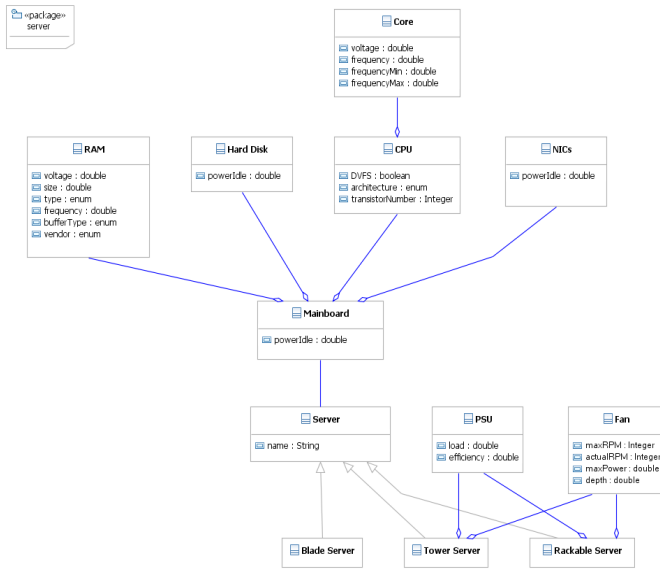 «package»
server
Core
voltage : double
frequency : double
frequencyMin : double
frequencyMax : double
RAM
voltage : double
size : double
type : enum
frequency : double
bufferType : enum
vendor : enum
Hard Disk
powerIdle : double
CPU
DVFS : boolean
architecture : enum
transistorNumber : Integer
NICs
powerIdle : double
Mainboard
powerIdle : double
Server
name : String
PSU
load : double
efficiency : double
Fan
maxRPM : Integer
actualRPM : Integer
maxPower : double
depth : double
Blade Server
Tower Server
Rackable Server